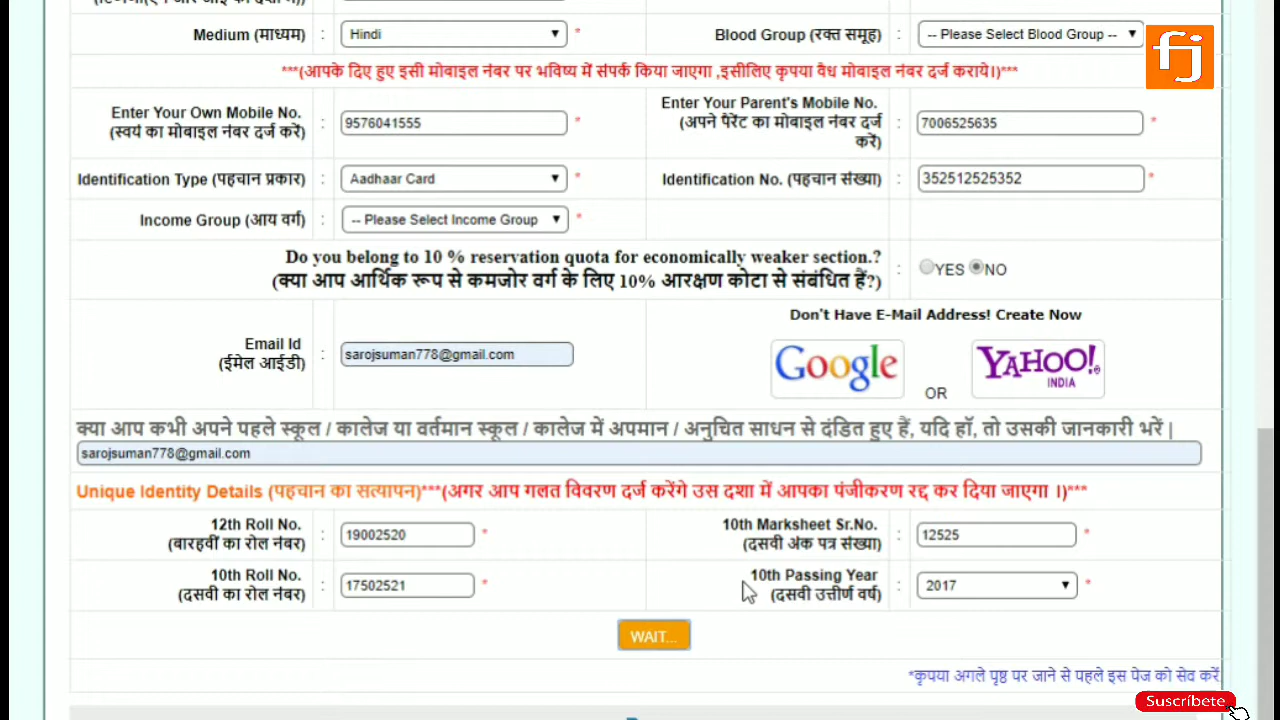 Medium (माध्यम) : Hindi * Blood Group (रक्त समूह) : -- Please Select Blood Group --
fj
***(आपके दिए हुए इसी मोबाइल नंबर पर भविष्य में संपर्क किया जाएगा ,इसीलिए कृपया वैध मोबाइल नंबर दर्ज कराये।)***
Enter Your Own Mobile No.
(स्वयं का मोबाइल नंबर दर्ज करें) : 9576041555 *
Enter Your Parent's Mobile No.
(अपने पैरेंट का मोबाइल नंबर दर्ज
करें) : 7006525635 *
Identification Type (पहचान प्रकार) : Aadhaar Card * Identification No. (पहचान संख्या) : 352512525352 *
Income Group (आय वर्ग) : -- Please Select Income Group *
Do you belong to 10 % reservation quota for economically weaker section.?
(क्या आप आर्थिक रूप से कमजोर वर्ग के लिए 10% आरक्षण कोटा से संबंधित हैं?) : YES NO
Don't Have E-Mail Address! Create Now
Email Id
(ईमेल आईडी) : sarojsuman778@gmail.com
Google OR YAHOO! INDIA
क्या आप कभी अपने पहले स्कूल / कालेज या वर्तमान स्कूल / कालेज में अपमान / अनुचित साधन से दंडित हुए हैं, यदि हॉ, तो उसकी जानकारी भरें |
sarojsuman778@gmail.com
Unique Identity Details (पहचान का सत्यापन)***(अगर आप गलत विवरण दर्ज करेंगे उस दशा में आपका पंजीकरण रद्द कर दिया जाएगा ।)***
12th Roll No.
(बारहवीं का रोल नंबर) : 19002520 *
10th Marksheet Sr.No.
(दसवी अंक पत्र संख्या) : 12525 *
10th Roll No.
(दसवी का रोल नंबर) : 17502521 *
10th Passing Year
(दसवी उत्तीर्ण वर्ष) : 2017 *
WAIT...
*कृपया अगले पृष्ठ पर जाने से पहले इस पेज को सेव करें
Suscríbete